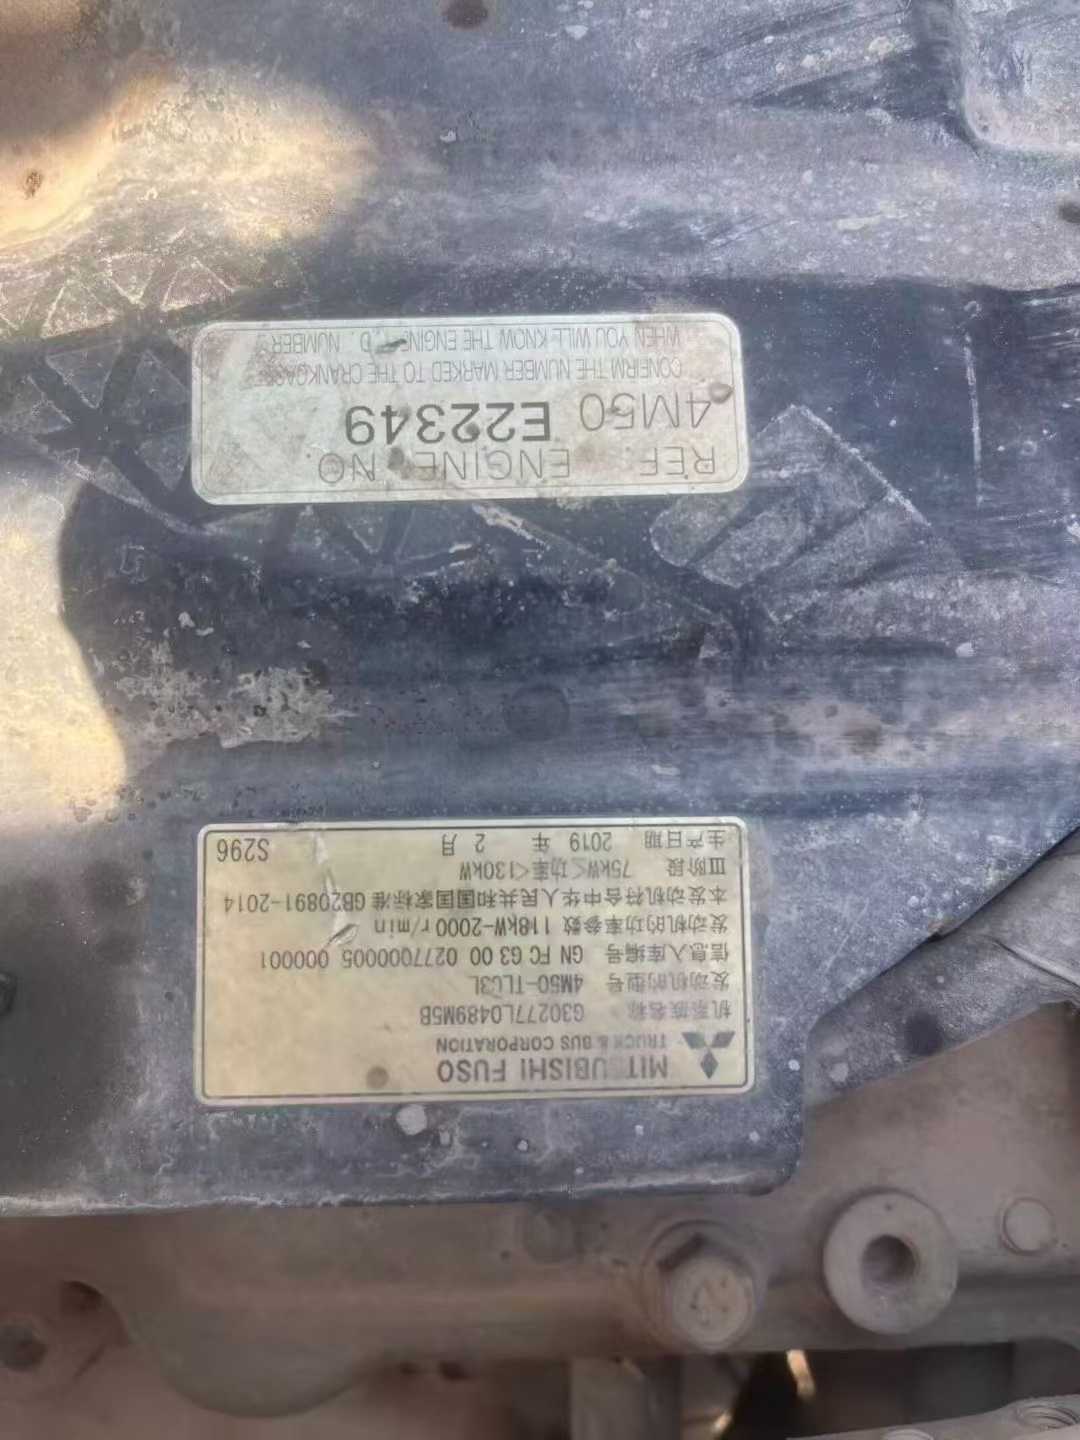 MITSUBISHI FUSO
TRUCK & BUS CORPORATION
机系族名称 G30277L0489M5B
发动机的型号 4M50-TLG3L
信息入库编号 GN FC G3 00 0277000005 000001
发动机的功率参数 118kW-2000 r/min
本发动机符合中华人民共和国国家标准 GB20891-2014
III阶段 75kW≤功率<130kW
生产日期 2019 年 2 月 S296
REF. ENGINE NO.
4M50 E22349
CONFIRM THE NUMBER MARKED TO THE CRANKCASE
WHEN YOU WILL KNOW THE ENGINE I.D. NUMBER